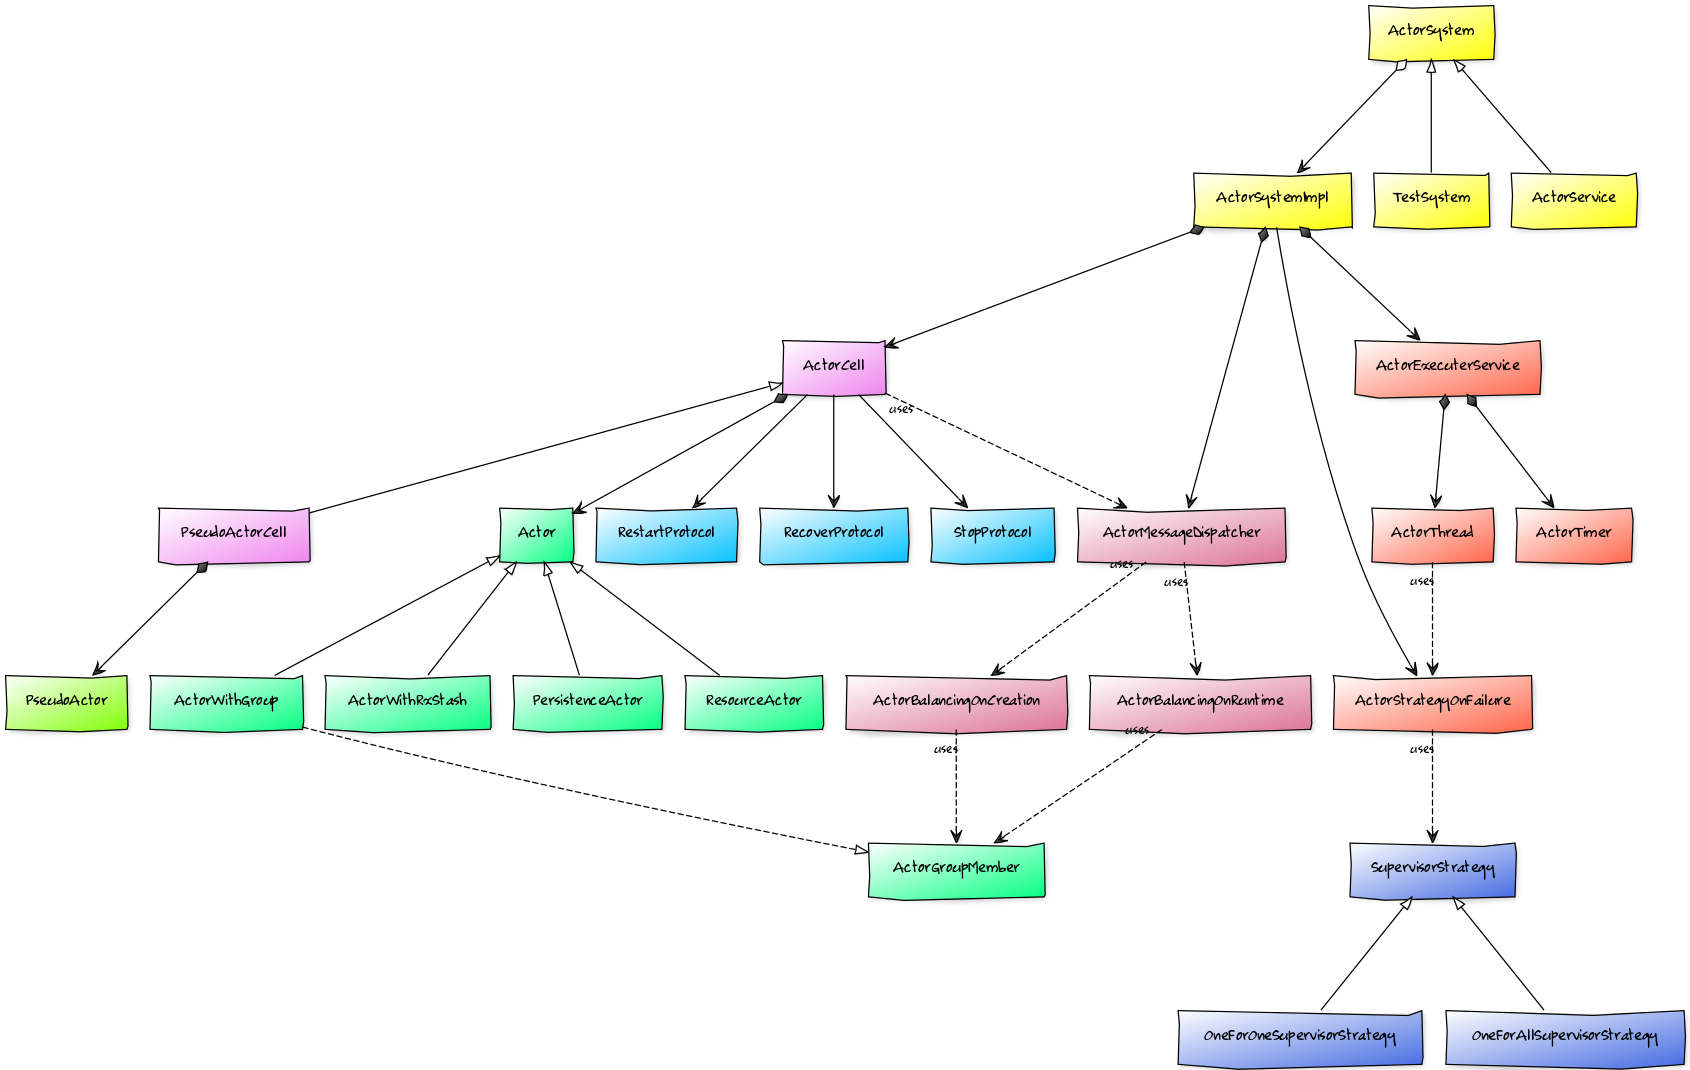 ActorSystem
ActorSystemImpl
TestSystem
ActorService
ActorCell
ActorExecuterService
uses
PseudoActorCell
Actor
RestartProtocol
RecoverProtocol
StopProtocol
ActorMessageDispatcher
ActorThread
ActorTimer
uses
uses
uses
PseudoActor
ActorWithGroup
ActorWithRxStash
PersistenceActor
ResourceActor
ActorBalancingOnCreation
ActorBalancingOnRuntime
ActorStrategyOnFailure
uses
uses
uses
ActorGroupMember
SupervisorStrategy
OneForOneSupervisorStrategy
OneForAllSupervisorStrategy